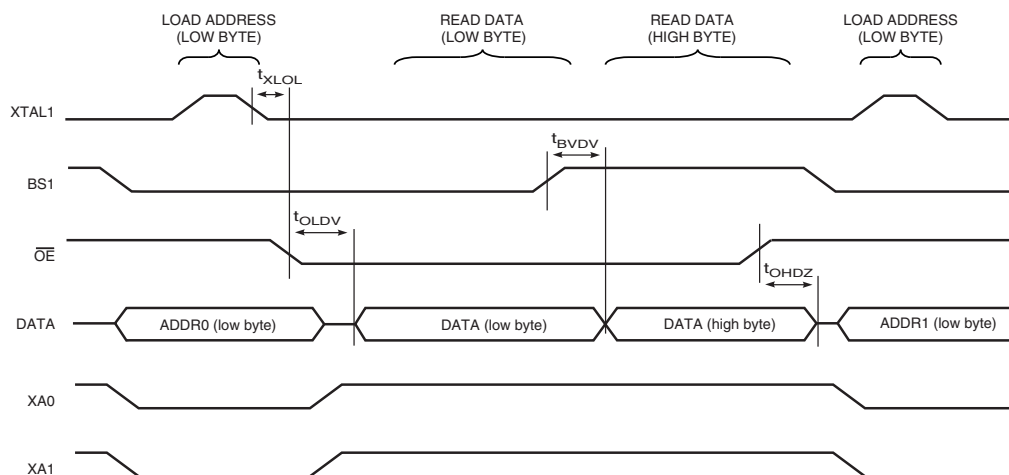 LOAD ADDRESS
(LOW BYTE)
READ DATA
(LOW BYTE)
READ DATA
(HIGH BYTE)
LOAD ADDRESS
(LOW BYTE)
tXLOL
XTAL1
tBVDV
BS1
tOLDV
OE
tOHDZ
DATA
ADDR0 (low byte)
DATA (low byte)
DATA (high byte)
ADDR1 (low byte)
XA0
XA1